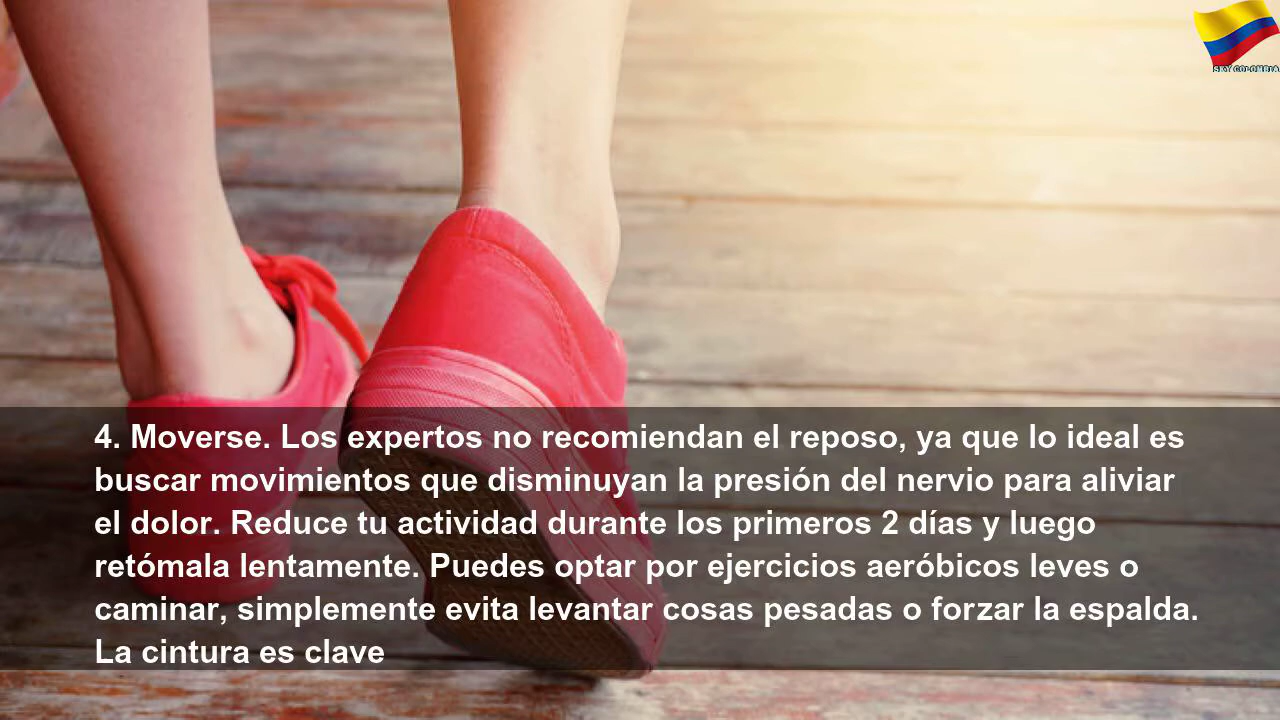 SKY COLOMBIA
4. Moverse. Los expertos no recomiendan el reposo, ya que lo ideal es
buscar movimientos que disminuyan la presión del nervio para aliviar
el dolor. Reduce tu actividad durante los primeros 2 días y luego
retómala lentamente. Puedes optar por ejercicios aeróbicos leves o
caminar, simplemente evita levantar cosas pesadas o forzar la espalda.
La cintura es clave